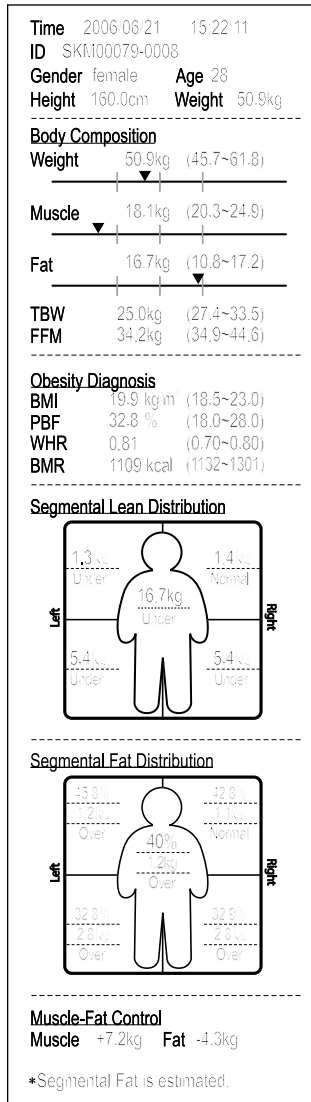 Time 2006/06/21 15:22:11
ID SKM00079-0008
Gender female Age 28
Height 160.0cm Weight 50.9kg
Body Composition
Weight 50.9kg (45.7~61.8)
Muscle 18.1kg (20.3~24.9)
Fat 16.7kg (10.8~17.2)
TBW 25.0kg (27.4~33.5)
FFM 34.2kg (34.9~44.6)
Obesity Diagnosis
BMI 19.9 kg/m² (18.5~23.0)
PBF 32.8 % (18.0~28.0)
WHR 0.81 (0.70~0.80)
BMR 1109 kcal (1132~1301)
Segmental Lean Distribution
1.3kg 1.4kg
Under Normal
16.7kg
Under
Left Right
5.4kg 5.4kg
Under Under
Segmental Fat Distribution
43.8% 42.8%
1.2kg 1.1kg
Over Normal
40%
1.2kg
Over
Left Right
32.8% 32.9%
2.8kg 2.8kg
Over Over
Muscle-Fat Control
Muscle +7.2kg Fat -4.3kg
*Segmental Fat is estimated.